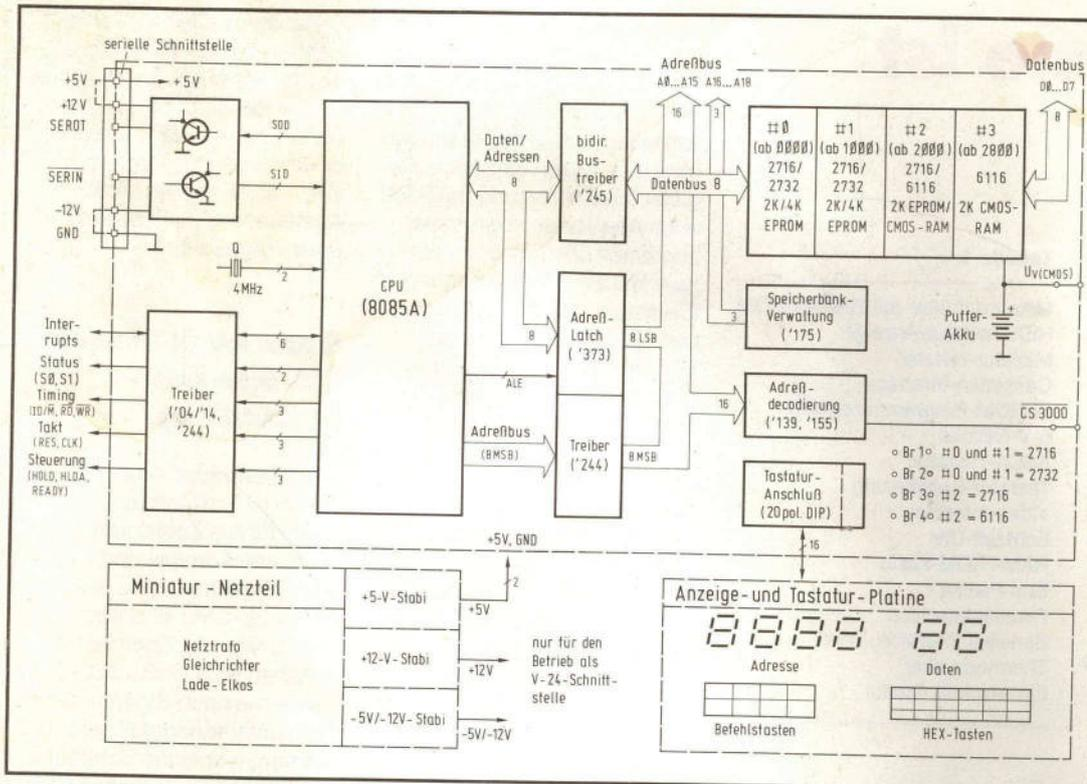 serielle Schnittstelle
+5V
+5V
+12V
SEROT
SERIN
-12V
GND
SOD
SID
Q
4MHz
2
CPU
(8085A)
Daten/
Adressen
8
bidir.
Bus-
treiber
('245)
Adreßbus
A0...A15 A16...A18
16
3
Datenbus 8
Datenbus
D0...D7
8
#0
(ab 0000)
2716/
2732
2K/4K
EPROM
#1
(ab 1000)
2716/
2732
2K/4K
EPROM
#2
(ab 2000)
2716/
6116
2K EPROM/
CMOS-RAM
#3
(ab 2800)
6116
2K CMOS-
RAM
UV(CMOS)
Puffer-
Akku
Inter-
rupts
Status
(S0, S1)
Timing
(IO/M, RD, WR)
Takt
(RES, CLK)
Steuerung
(HOLD, HLDA,
READY)
Treiber
('04/'14,
'244)
6
2
3
3
3
8
ALE
Adreßbus
(8MSB)
Adreß-
Latch
('373)
8 LSB
Treiber
('244)
8 MSB
3
Speicherbank-
Verwaltung
('175)
16
Adreß-
decodierung
('139, '155)
CS 3000
Br 1 #0 und #1 = 2716
Br 2 #0 und #1 = 2732
Br 3 #2 = 2716
Br 4 #2 = 6116
Tastatur-
Anschluß
(20pol. DIP)
16
+5V, GND
2
Miniatur-Netzteil
Netztrafo
Gleichrichter
Lade-Elkos
+5-V-Stabi
+5V
+12-V-Stabi
+12V
-5V/-12V-Stabi
-5V/-12V
nur für den
Betrieb als
V-24-Schnitt-
stelle
Anzeige- und Tastatur-Platine
8888 88
Adresse
Daten
Befehlstasten
HEX-Tasten